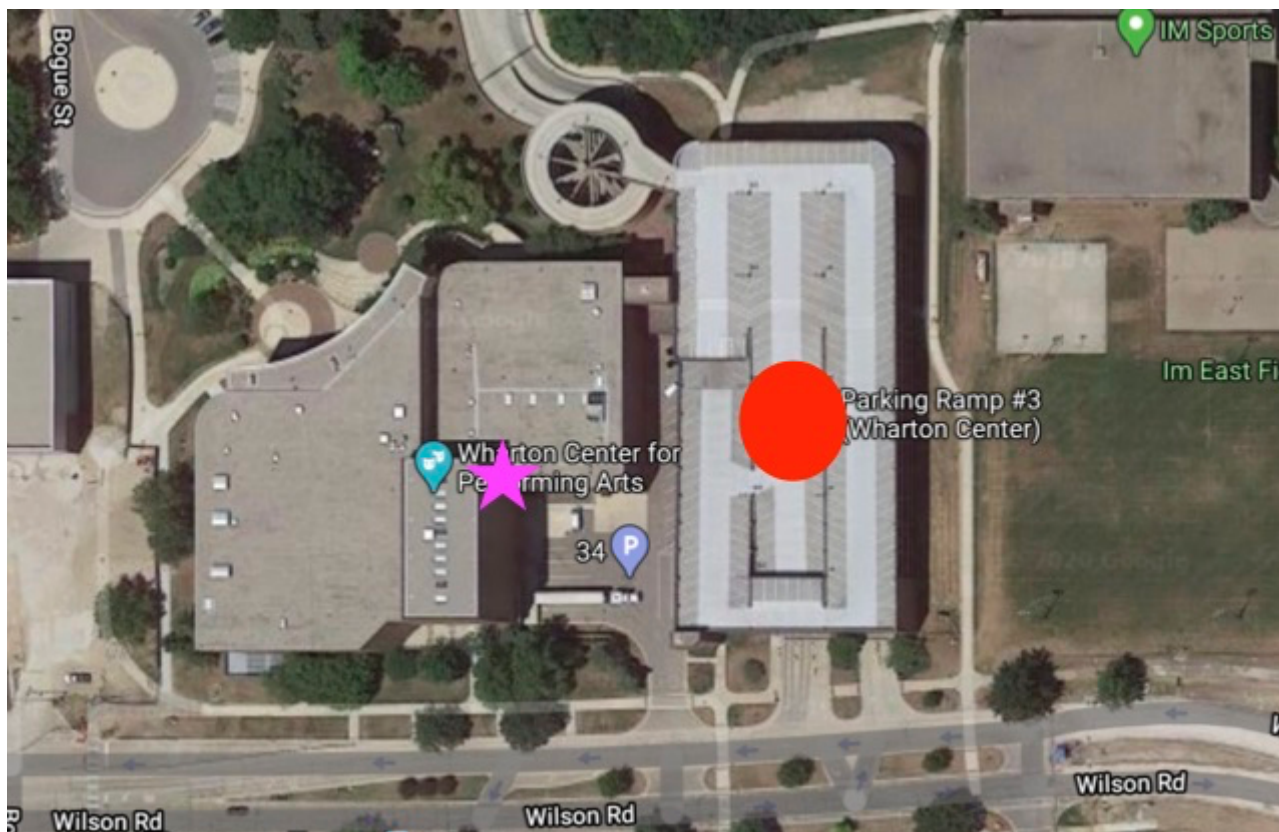 Bogue St
IM Sports
Im East Fi
Parking Ramp #3
(Wharton Center)
Wharton Center for
Performing Arts
34
P
Wilson Rd
Wilson Rd
Wilson Rd